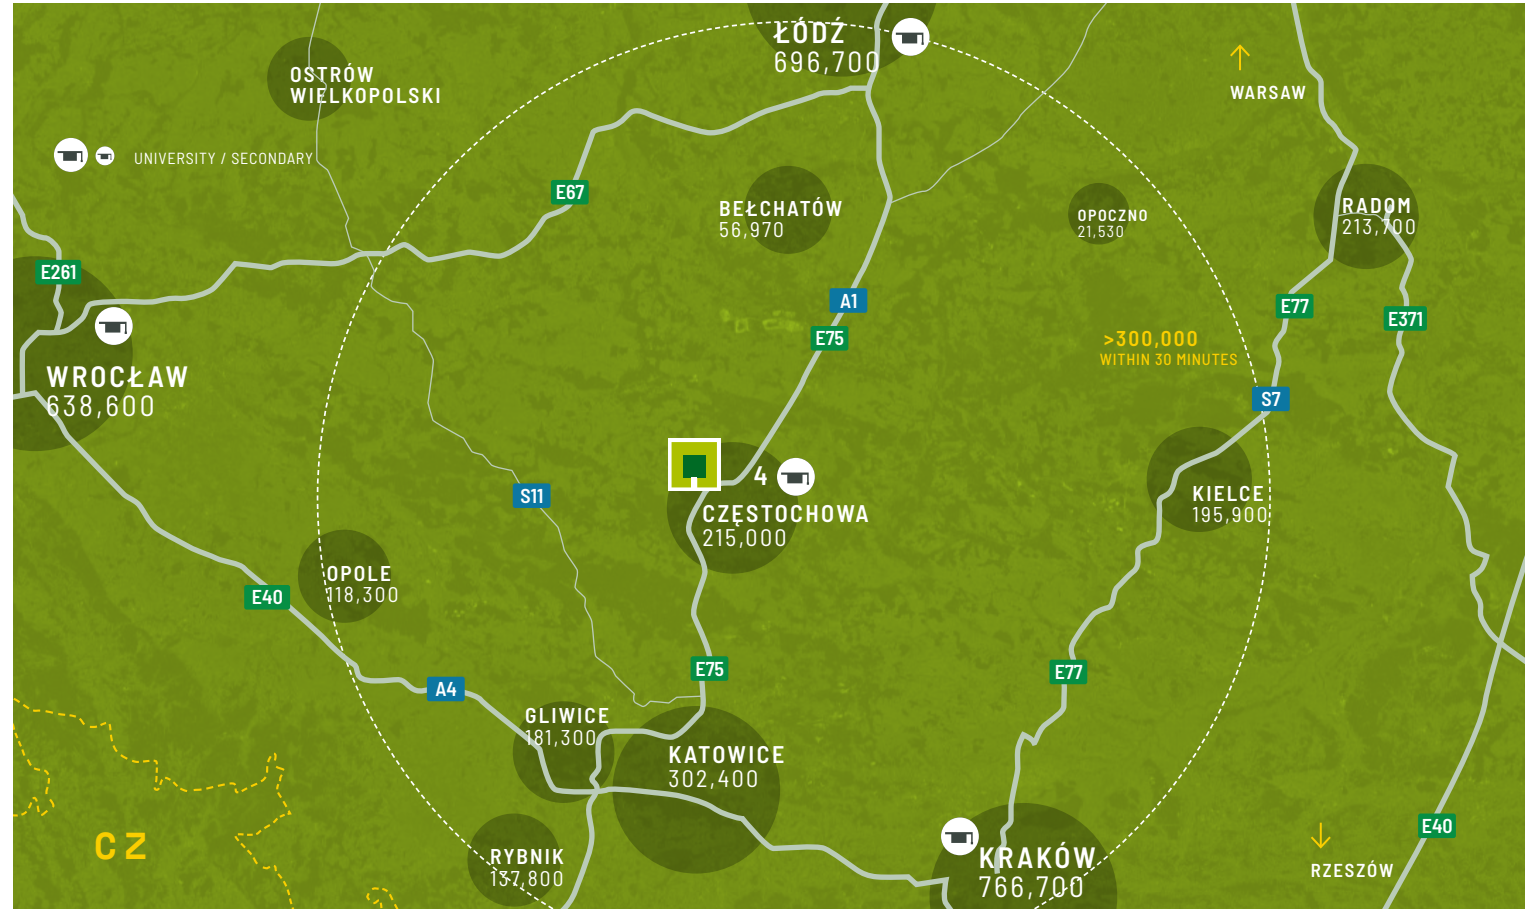 ŁÓDŹ
696,700
OSTRÓW
WIELKOPOLSKI
WARSAW
UNIVERSITY / SECONDARY
E67
BEŁCHATÓW
56,970
OPOCZNO
21,530
RADOM
213,700
E261
A1
E77
E371
E75
>300,000
WITHIN 30 MINUTES
WROCŁAW
638,600
S7
4
S11
CZĘSTOCHOWA
215,000
KIELCE
195,900
OPOLE
118,300
E40
E75
E77
A4
GLIWICE
181,300
KATOWICE
302,400
CZ
E40
RYBNIK
137,800
KRAKÓW
766,700
RZESZÓW